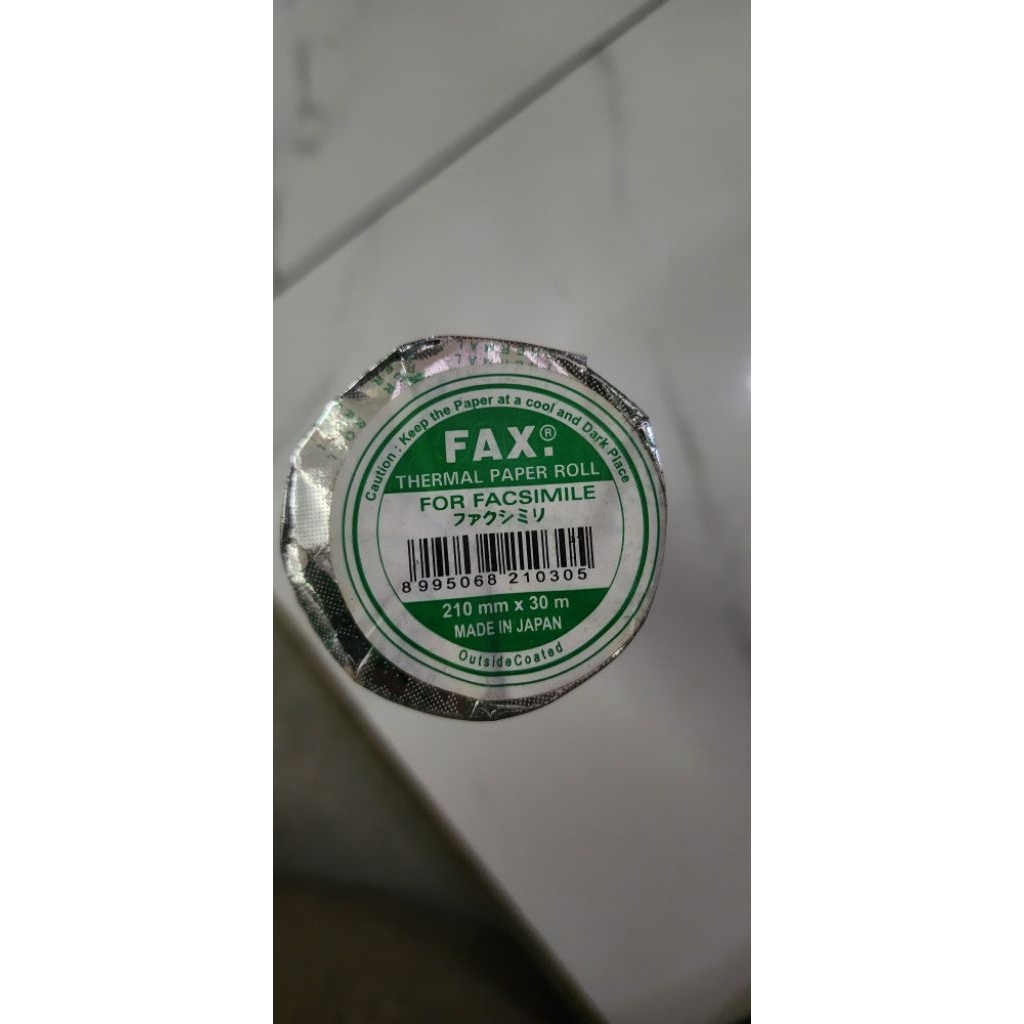 Caution : Keep the Paper at a cool and Dark Place
FAX:®
THERMAL PAPER ROLL
FOR FACSIMILE
ファクシミリ
8 995068 210305
210 mm x 30 m
MADE IN JAPAN
OutsideCoated